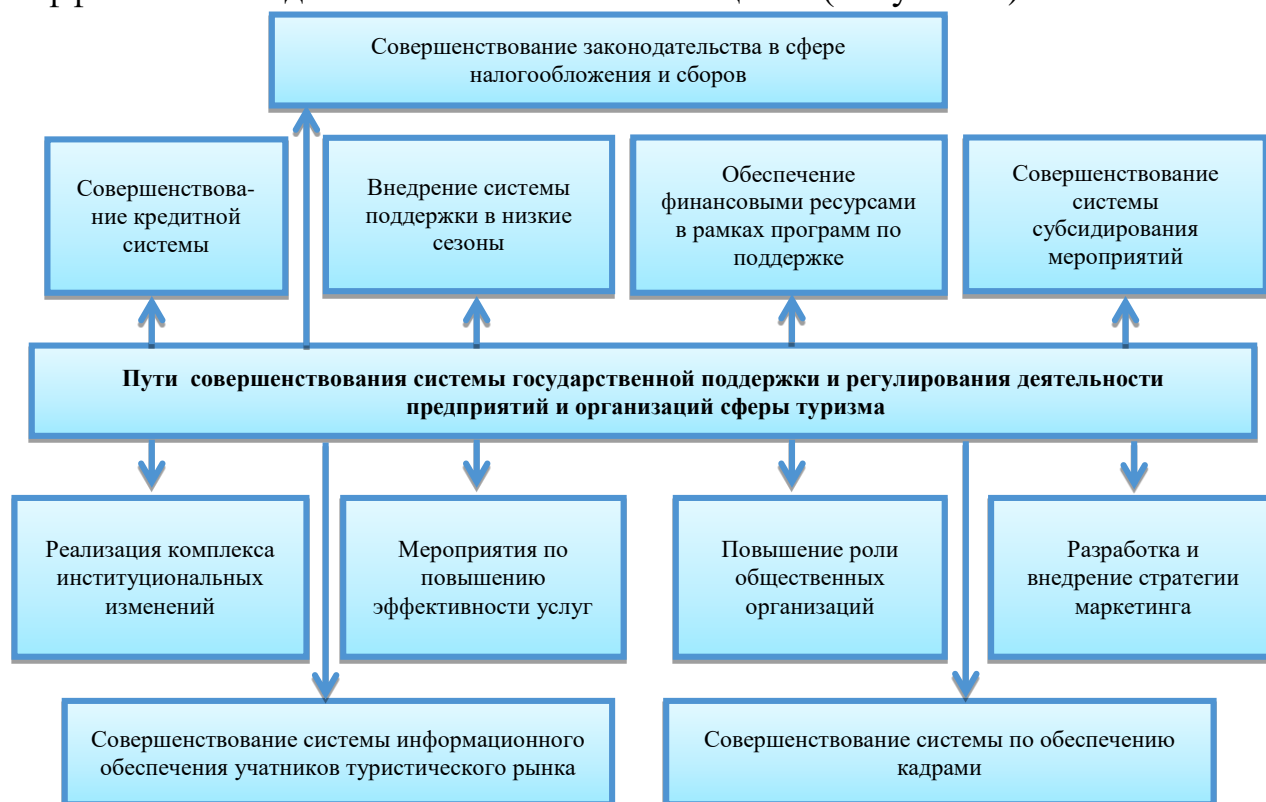 Совершенствование законодательства в сфере
налогообложения и сборов
Совершенствова-
ние кредитной
системы
Внедрение системы
поддержки в низкие
сезоны
Обеспечение
финансовыми ресурсами
в рамках программ по
поддержке
Совершенствование
системы
субсидирования
мероприятий
Пути совершенствования системы государственной поддержки и регулирования деятельности
предприятий и организаций сферы туризма
Реализация комплекса
институциональных
изменений
Мероприятия по
повышению
эффективности услуг
Повышение роли
общественных
организаций
Разработка и
внедрение стратегии
маркетинга
Совершенствование системы информационного
обеспечения учатников туристического рынка
Совершенствование системы по обеспечению
кадрами